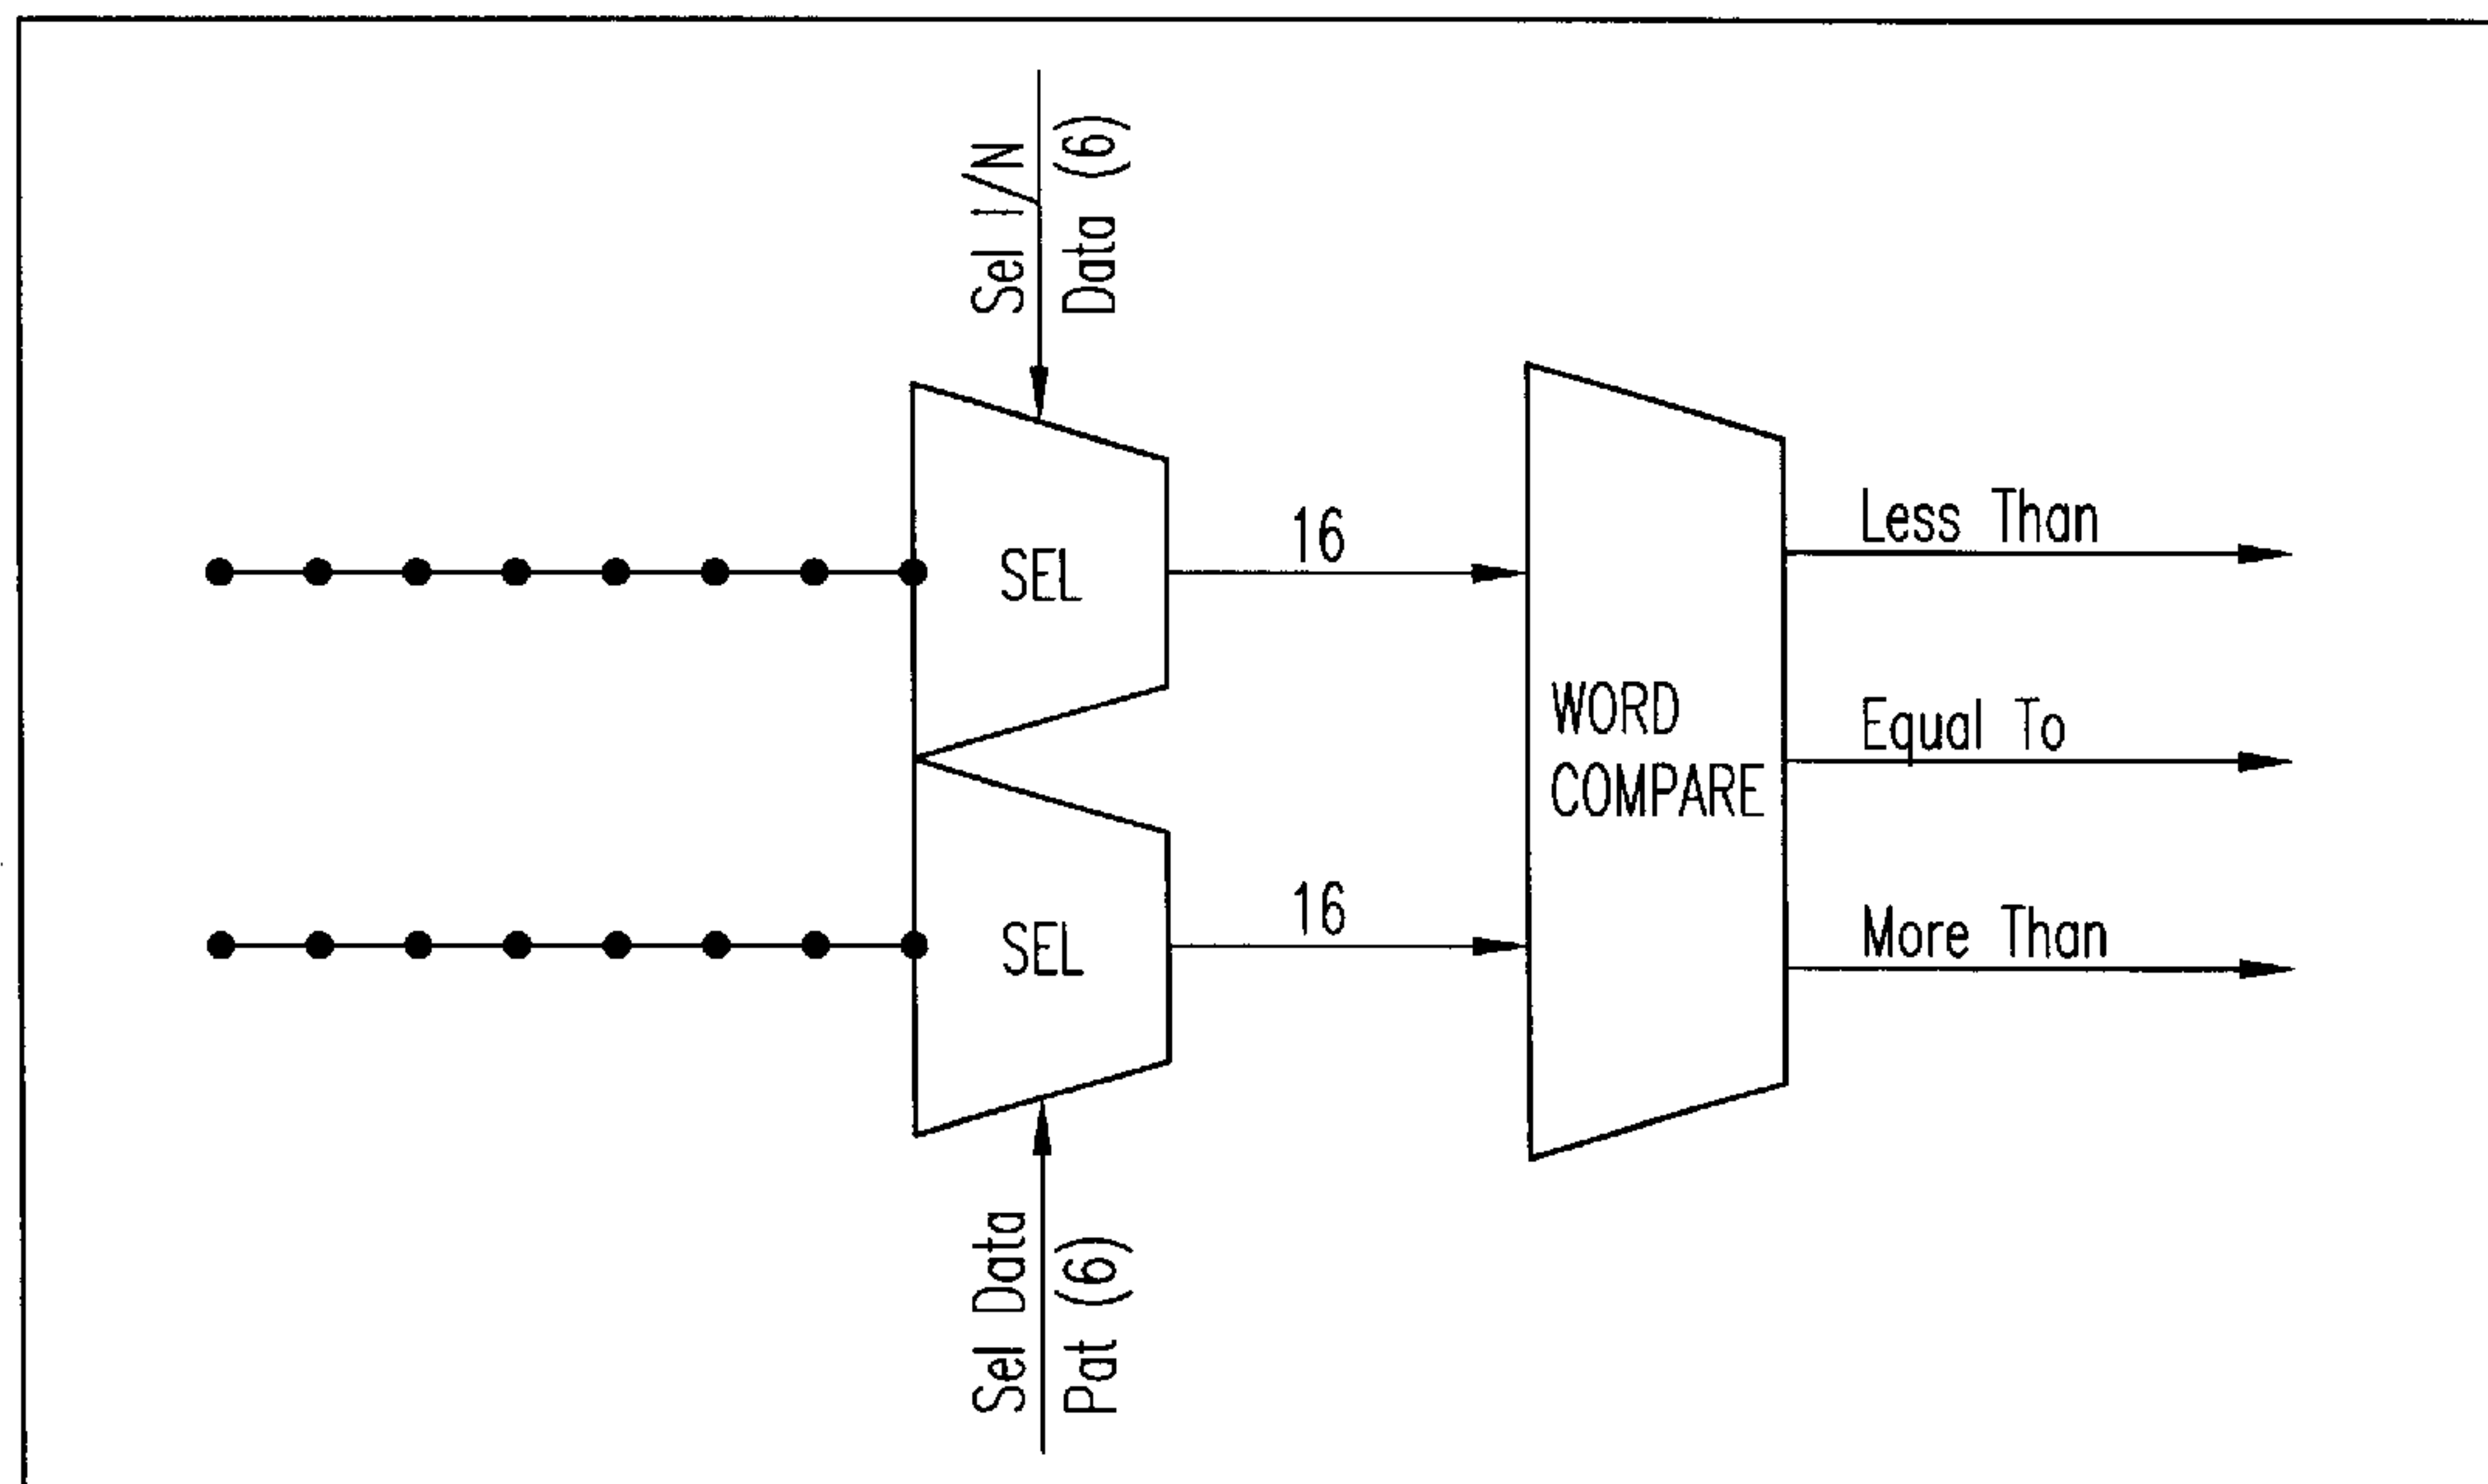 Sel I/N
Data (6)
SEL
16
Less Than
WORD
COMPARE
Equal To
SEL
16
More Than
Sel Data
Pat (6)